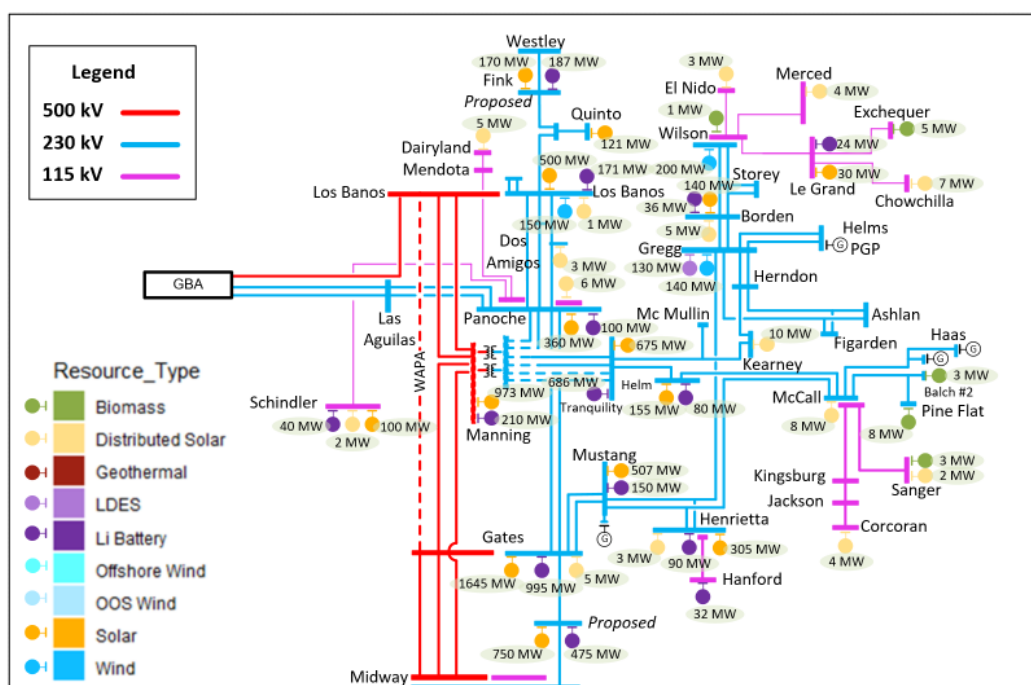 Legend
500 kV
230 kV
115 kV
Westley
170 MW
187 MW
Fink
Proposed
Quinto
121 MW
5 MW
Dairyland
Mendota
500 MW
171 MW
Los Banos
Los Banos
150 MW
1 MW
Dos
Amigos
3 MW
6 MW
GBA
Las
Aguilas
Panoche
360 MW
100 MW
WAPA
3 MW
El Nido
Merced
4 MW
Exchequer
5 MW
1 MW
Wilson
24 MW
30 MW
Le Grand
7 MW
Chowchilla
200 MW
Storey
140 MW
36 MW
Borden
5 MW
Gregg
130 MW
140 MW
Helms
PGP
G
Herndon
Mc Mullin
Ashlan
Figarden
675 MW
10 MW
Kearney
Haas
G
G
3 MW
Balch #2
Pine Flat
8 MW
McCall
8 MW
686 MW
Tranquility
Helm
155 MW
80 MW
973 MW
210 MW
Manning
Schindler
40 MW
2 MW
100 MW
Mustang
507 MW
150 MW
G
Kingsburg
Jackson
Corcoran
4 MW
3 MW
2 MW
Sanger
Henrietta
3 MW
90 MW
305 MW
Hanford
32 MW
Gates
1645 MW
995 MW
5 MW
Proposed
750 MW
475 MW
Midway
Resource_Type
Biomass
Distributed Solar
Geothermal
LDES
Li Battery
Offshore Wind
OOS Wind
Solar
Wind